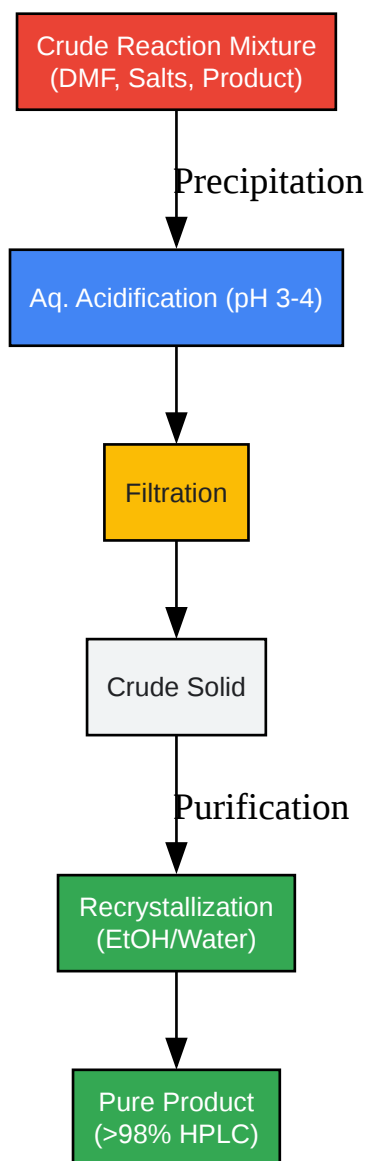 Crude Reaction Mixture
(DMF, Salts, Product)
Precipitation
Aq. Acidification (pH 3-4)
Filtration
Crude Solid
Purification
Recrystallization
(EtOH/Water)
Pure Product
(>98% HPLC)